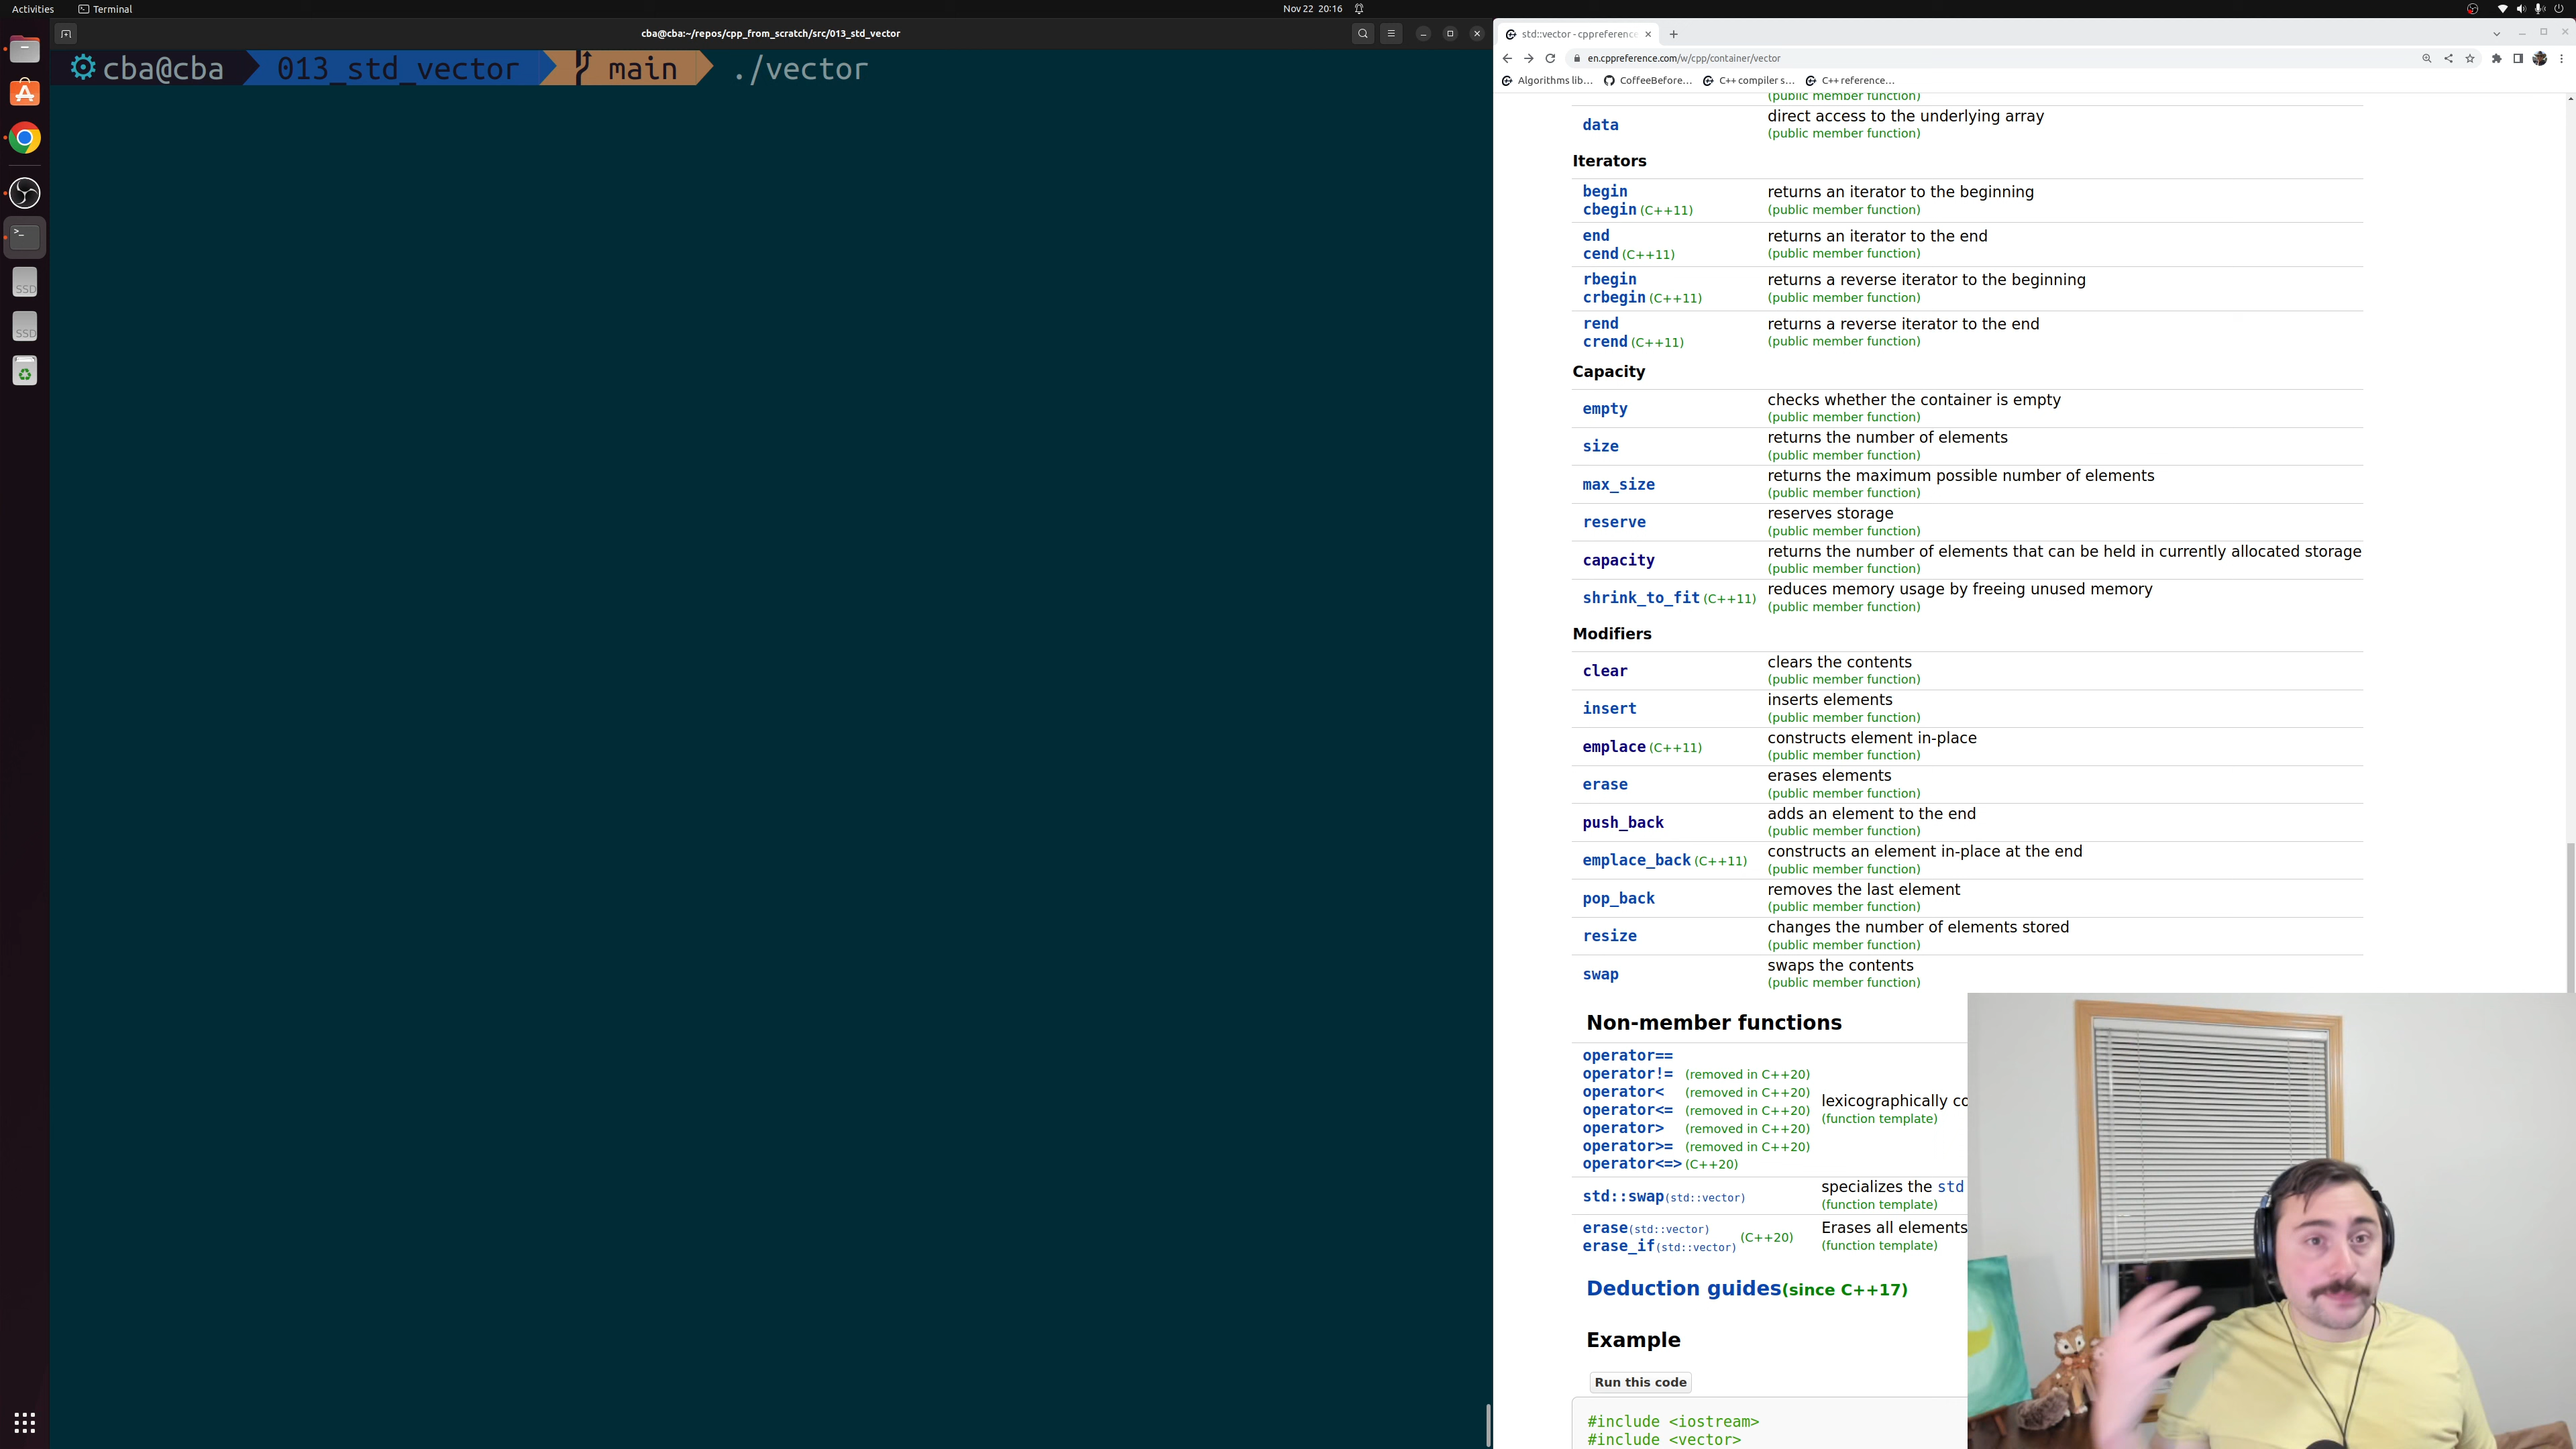 Activities
Terminal
Nov 22 20:16
cba@cba:~/repos/cpp_from_scratch/src/013_std_vector
cba@cba 013_std_vector main ./vector
SSD
SSD
std::vector - cppreference
en.cppreference.com/w/cpp/container/vector
Algorithms lib…
CoffeeBefore…
C++ compiler s…
C++ reference…
(public member function)
data
direct access to the underlying array
(public member function)
Iterators
begin
cbegin (C++11)
returns an iterator to the beginning
(public member function)
end
cend (C++11)
returns an iterator to the end
(public member function)
rbegin
crbegin (C++11)
returns a reverse iterator to the beginning
(public member function)
rend
crend (C++11)
returns a reverse iterator to the end
(public member function)
Capacity
empty
checks whether the container is empty
(public member function)
size
returns the number of elements
(public member function)
max_size
returns the maximum possible number of elements
(public member function)
reserve
reserves storage
(public member function)
capacity
returns the number of elements that can be held in currently allocated storage
(public member function)
shrink_to_fit (C++11)
reduces memory usage by freeing unused memory
(public member function)
Modifiers
clear
clears the contents
(public member function)
insert
inserts elements
(public member function)
emplace (C++11)
constructs element in-place
(public member function)
erase
erases elements
(public member function)
push_back
adds an element to the end
(public member function)
emplace_back (C++11)
constructs an element in-place at the end
(public member function)
pop_back
removes the last element
(public member function)
resize
changes the number of elements stored
(public member function)
swap
swaps the contents
(public member function)
Non-member functions
operator==
operator!= (removed in C++20)
operator< (removed in C++20)
operator<= (removed in C++20)
operator> (removed in C++20)
operator>= (removed in C++20)
operator<=> (C++20)
lexicographically co
(function template)
std::swap(std::vector)
specializes the std
(function template)
erase(std::vector)
erase_if(std::vector)
(C++20)
Erases all elements
(function template)
Deduction guides(since C++17)
Example
Run this code
#include <iostream>
#include <vector>